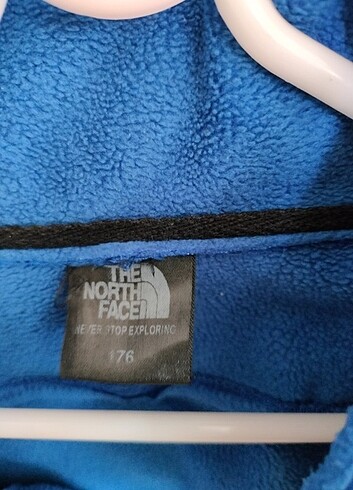 THE
NORTH
FACE
NEVER STOP EXPLORING
176